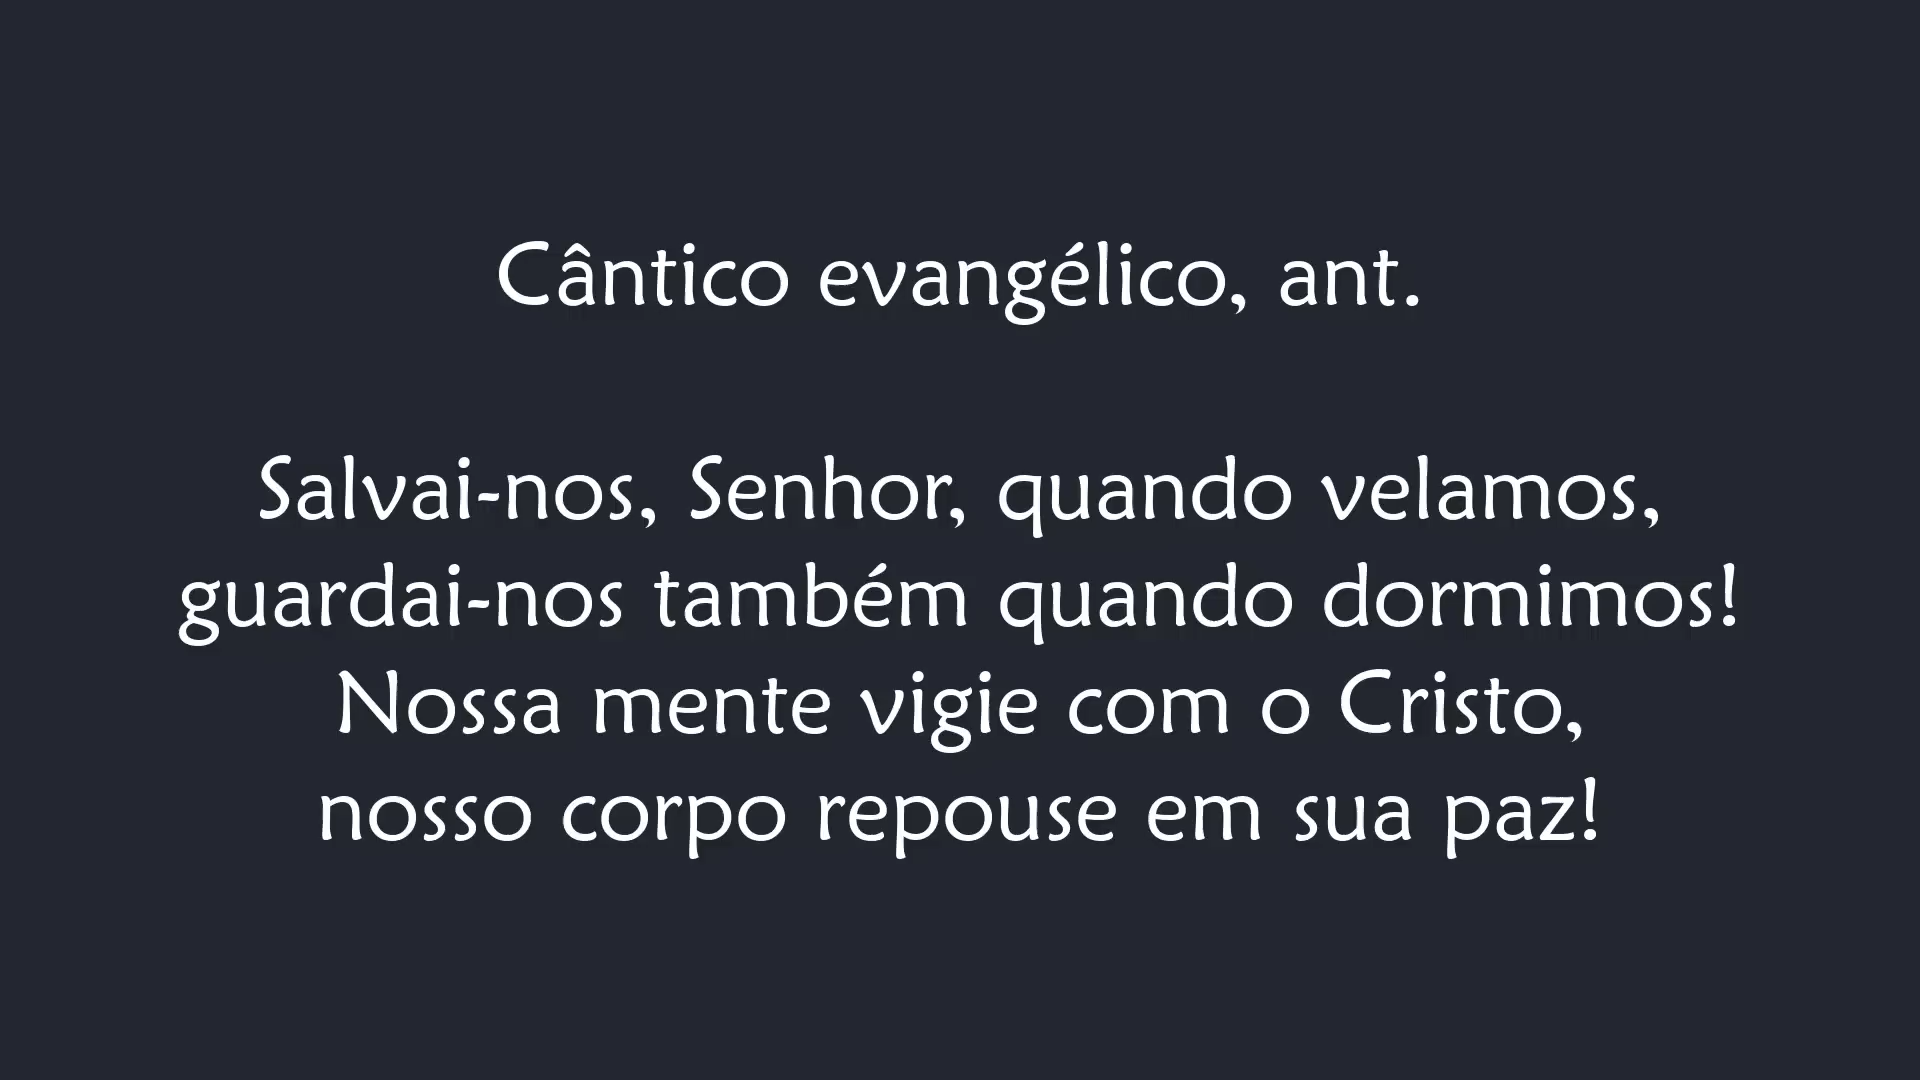 Cântico evangélico, ant.
Salvai-nos, Senhor, quando velamos,
guardai-nos também quando dormimos!
Nossa mente vigie com o Cristo,
nosso corpo repouse em sua paz!